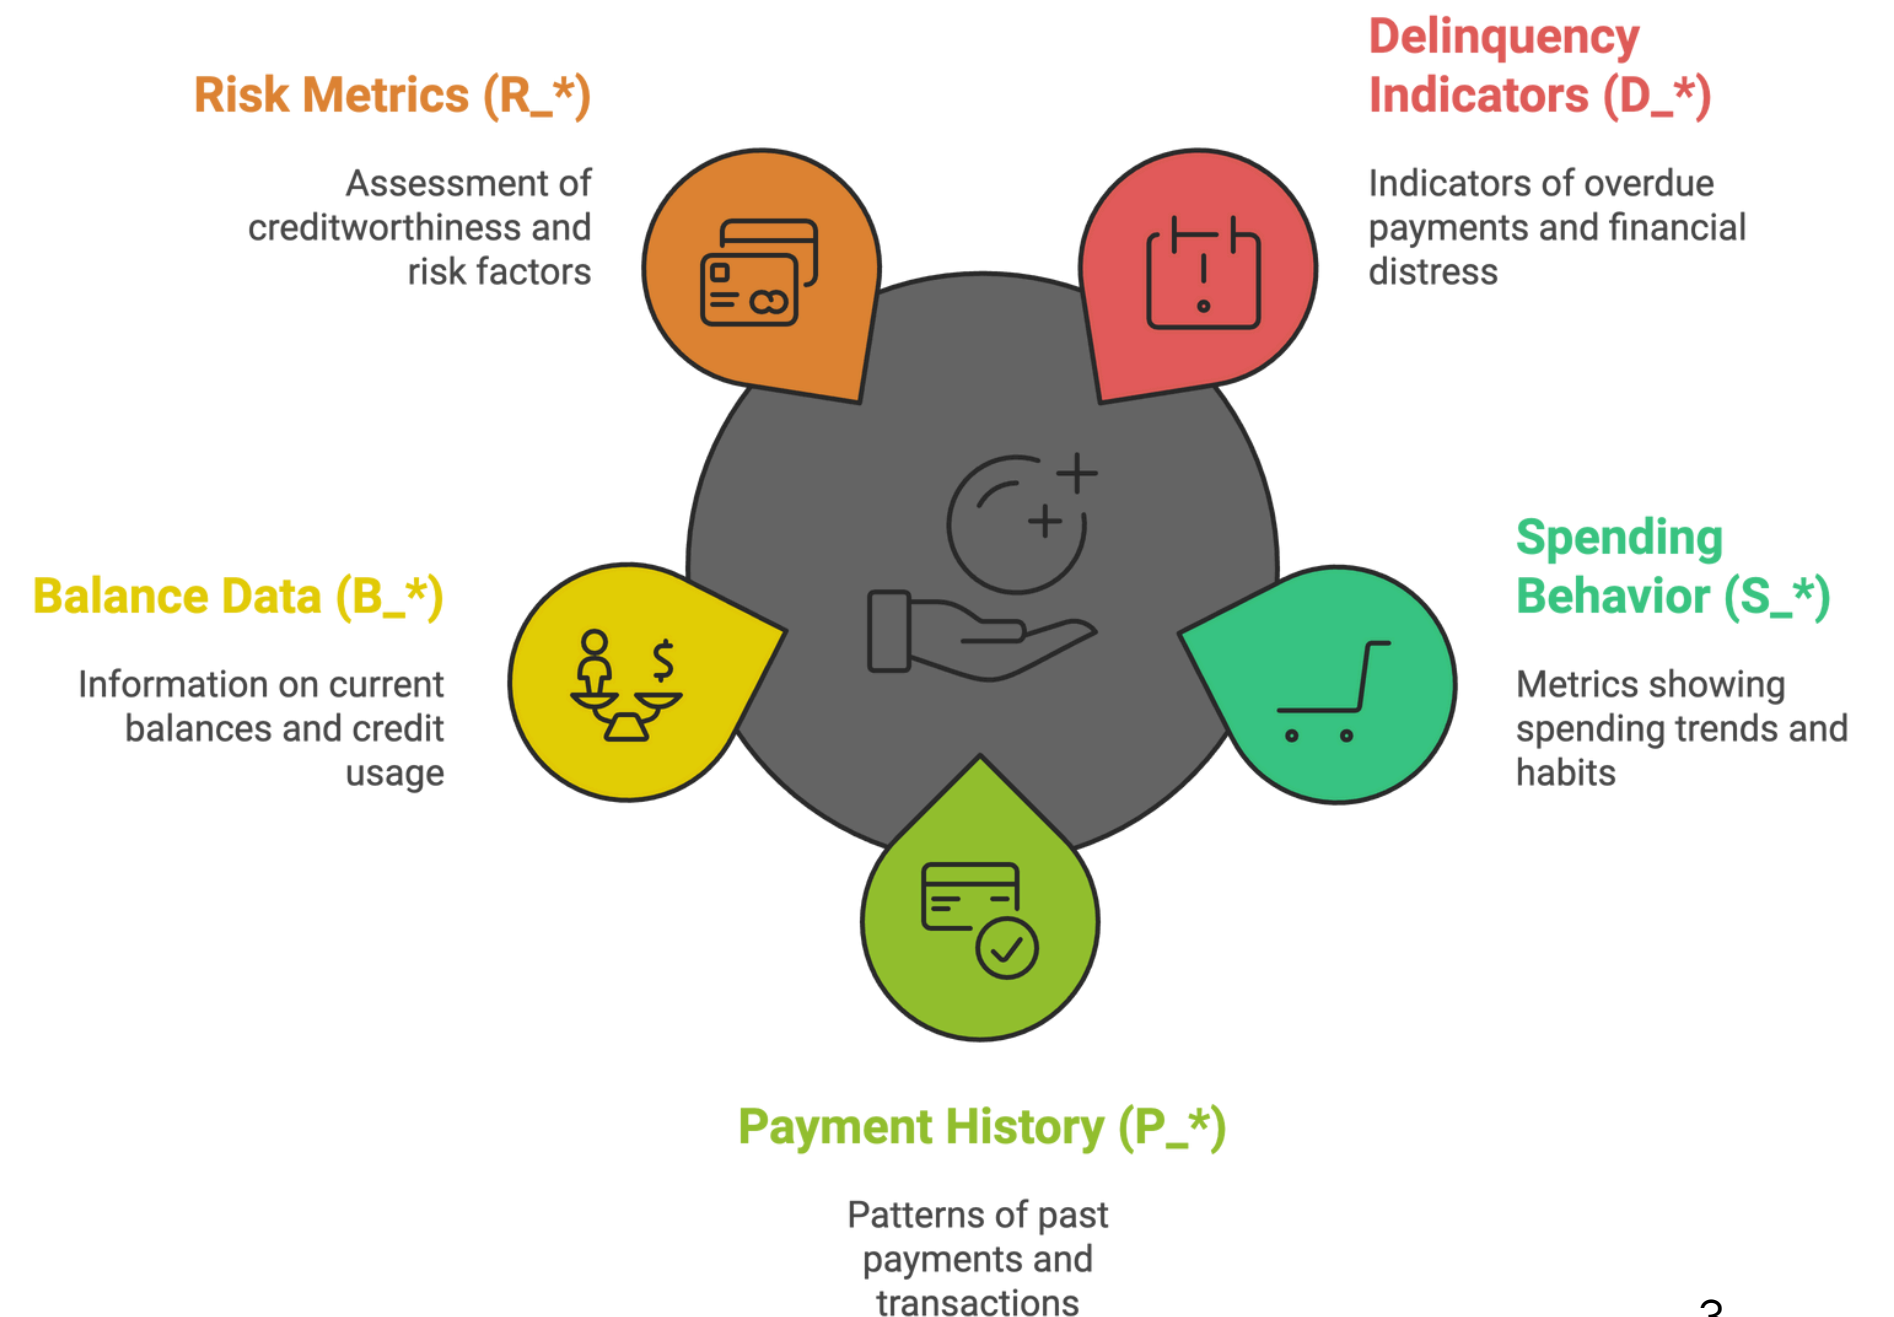 Risk Metrics (R_*)
Assessment of
creditworthiness and
risk factors
Delinquency
Indicators (D_*)
Indicators of overdue
payments and financial
distress
Balance Data (B_*)
Information on current
balances and credit
usage
$
Spending
Behavior (S_*)
Metrics showing
spending trends and
habits
Payment History (P_*)
Patterns of past
payments and
transactions